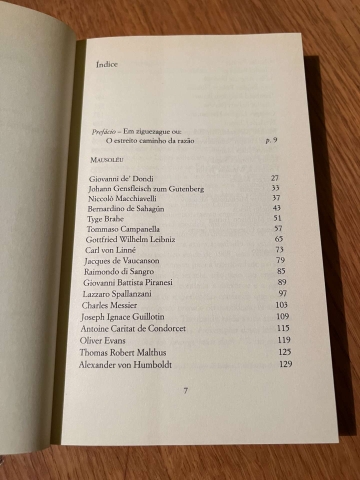 Índice
Prefácio – Em ziguezague ou:
O estreito caminho da razão p. 9
Mausoléu
Giovanni de' Dondi 27
Johann Gensfleisch zum Gutenberg 33
Niccolò Macchiavelli 37
Bernardino de Sahagún 43
Tyge Brahe 51
Tommaso Campanella 57
Gottfried Wilhelm Leibniz 65
Carl von Linné 73
Jacques de Vaucanson 79
Raimondo di Sangro 85
Giovanni Battista Piranesi 89
Lazzaro Spallanzani 97
Charles Messier 103
Joseph Ignace Guillotin 109
Antoine Caritat de Condorcet 115
Oliver Evans 119
Thomas Robert Malthus 125
Alexander von Humboldt 129
7